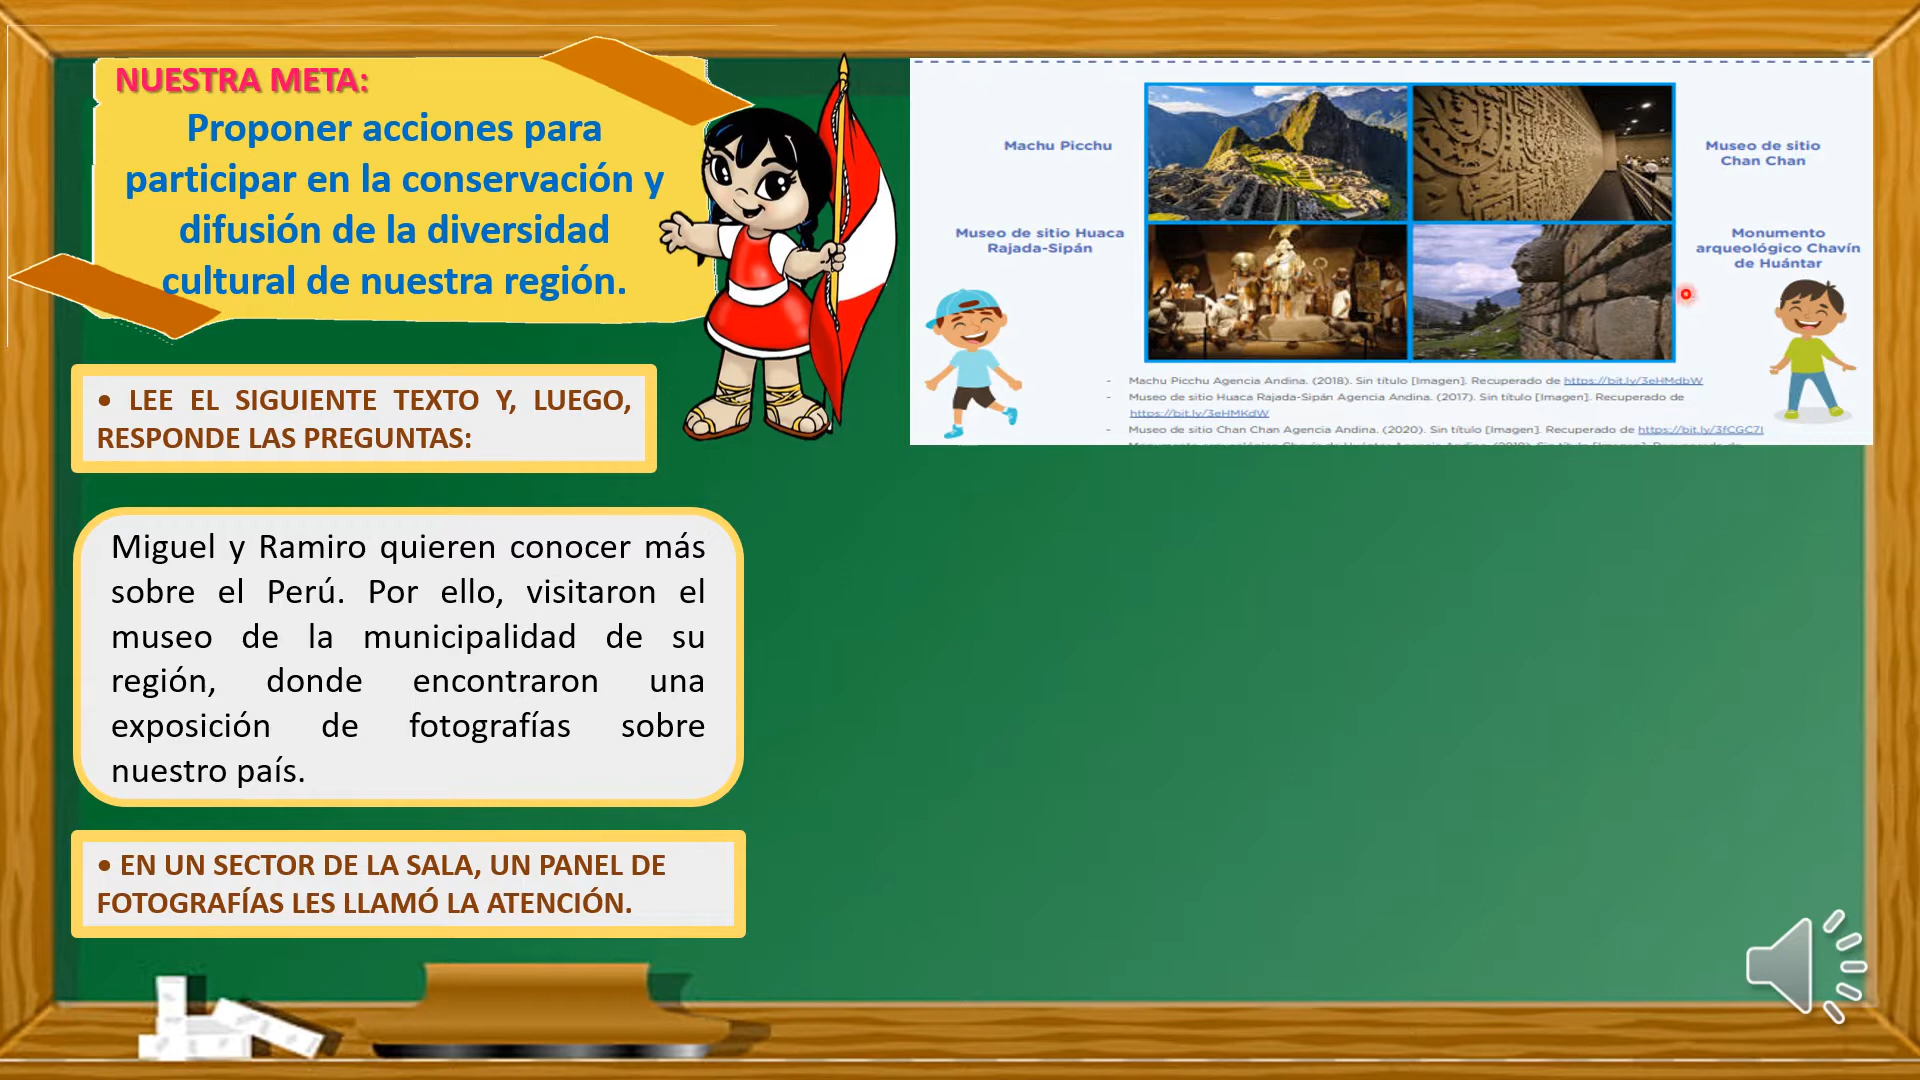 NUESTRA META:
Proponer acciones para
participar en la conservación y
difusión de la diversidad
cultural de nuestra región.
• LEE EL SIGUIENTE TEXTO Y, LUEGO,
RESPONDE LAS PREGUNTAS:
Miguel y Ramiro quieren conocer más
sobre el Perú. Por ello, visitaron el
museo de la municipalidad de su
región, donde encontraron una
exposición de fotografías sobre
nuestro país.
• EN UN SECTOR DE LA SALA, UN PANEL DE
FOTOGRAFÍAS LES LLAMÓ LA ATENCIÓN.
Machu Picchu
Museo de sitio Huaca
Rajada-Sipán
Museo de sitio
Chan Chan
Monumento
arqueológico Chavín
de Huántar
- Machu Picchu Agencia Andina. (2018). Sin título [Imagen]. Recuperado de https://bit.ly/3eHMdbW
- Museo de sitio Huaca Rajada-Sipán Agencia Andina. (2017). Sin título [Imagen]. Recuperado de
https://bit.ly/3eHMKdW
- Museo de sitio Chan Chan Agencia Andina. (2020). Sin título [Imagen]. Recuperado de https://bit.ly/3fCGC7I